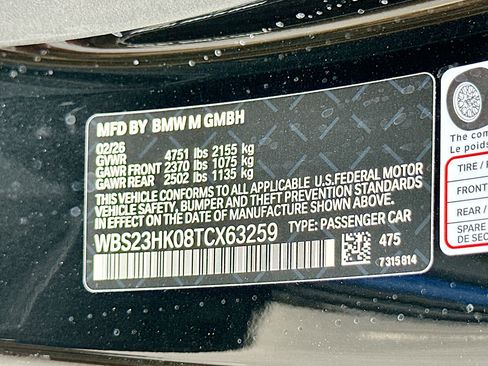 MFD BY BMW M GMBH
02/26
GVWR 4751 lbs 2155 kg
GAWR FRONT 2370 lbs 1075 kg
GAWR REAR 2502 lbs 1135 kg
THIS VEHICLE CONFORMS TO ALL APPLICABLE U.S.FEDERAL MOTOR
VEHICLE SAFETY, BUMPER, AND THEFT PREVENTION STANDARDS
IN EFFECT ON THE DATE OF MANUFACTURE SHOWN ABOVE.
WBS23HK08TCX63259 TYPE: PASSENGER CAR
475
7315814
The com
Le poids
TIRE /
FRONT
REAR /
SPARE
DE SEC